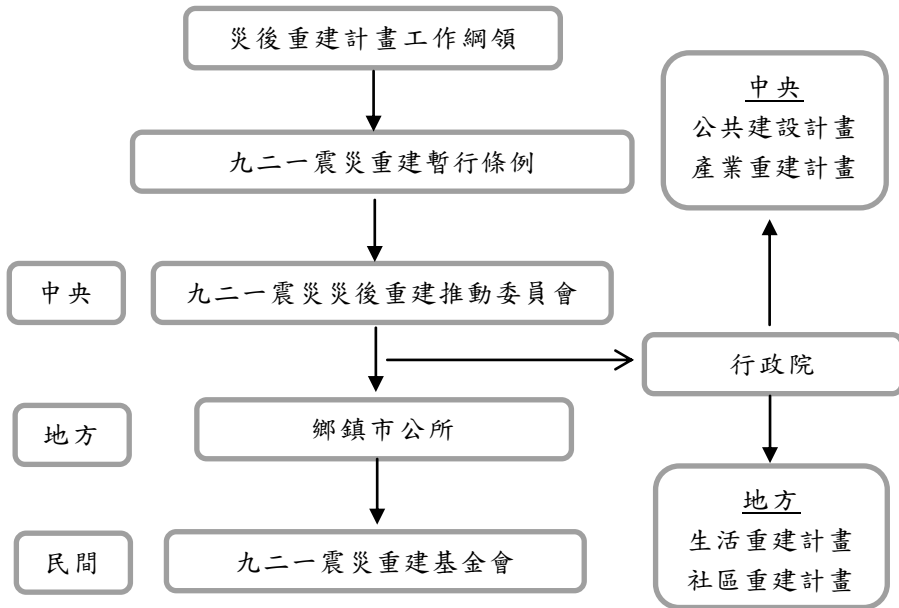 災後重建計畫工作綱領
九二一震災重建暫行條例
中央
九二一震災災後重建推動委員會
地方
鄉鎮市公所
民間
九二一震災重建基金會
中央
公共建設計畫
產業重建計畫
行政院
地方
生活重建計畫
社區重建計畫